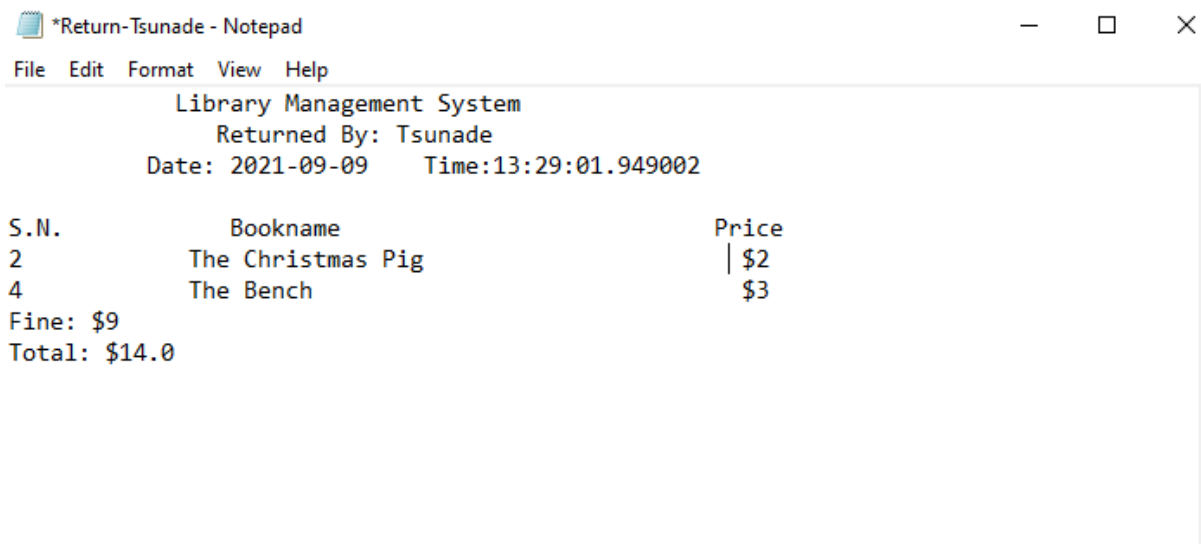 *Return-Tsunade - Notepad
File Edit Format View Help
Library Management System
Returned By: Tsunade
Date: 2021-09-09 Time:13:29:01.949002
S.N. Bookname Price
2 The Christmas Pig $2
4 The Bench $3
Fine: $9
Total: $14.0